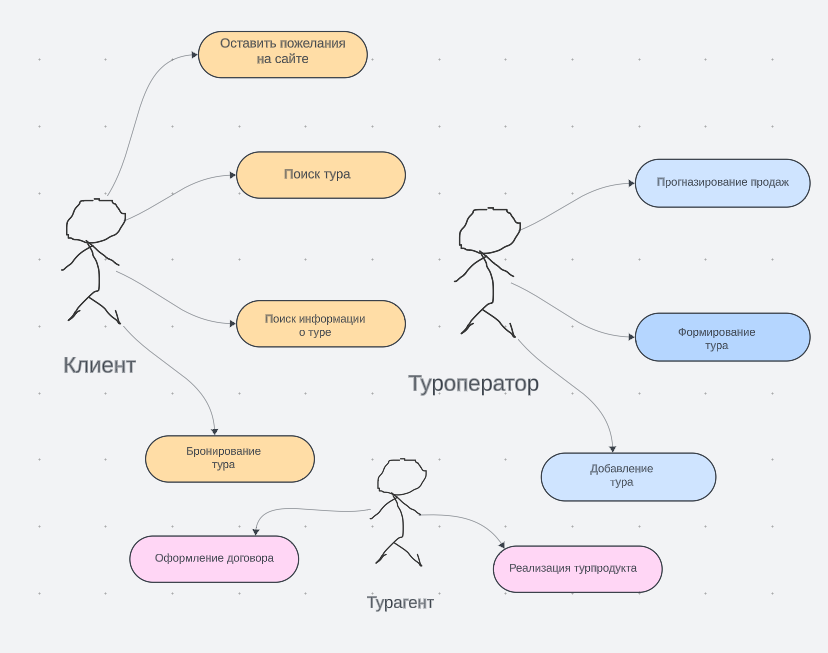 Оставить пожелания
на сайте
Поиск тура
Прогназирование продаж
Поиск информации
о туре
Формирование
тура
Клиент
Туроператор
Бронирование
тура
Добавление
тура
Оформление договора
Реализация турпродукта
Турагент